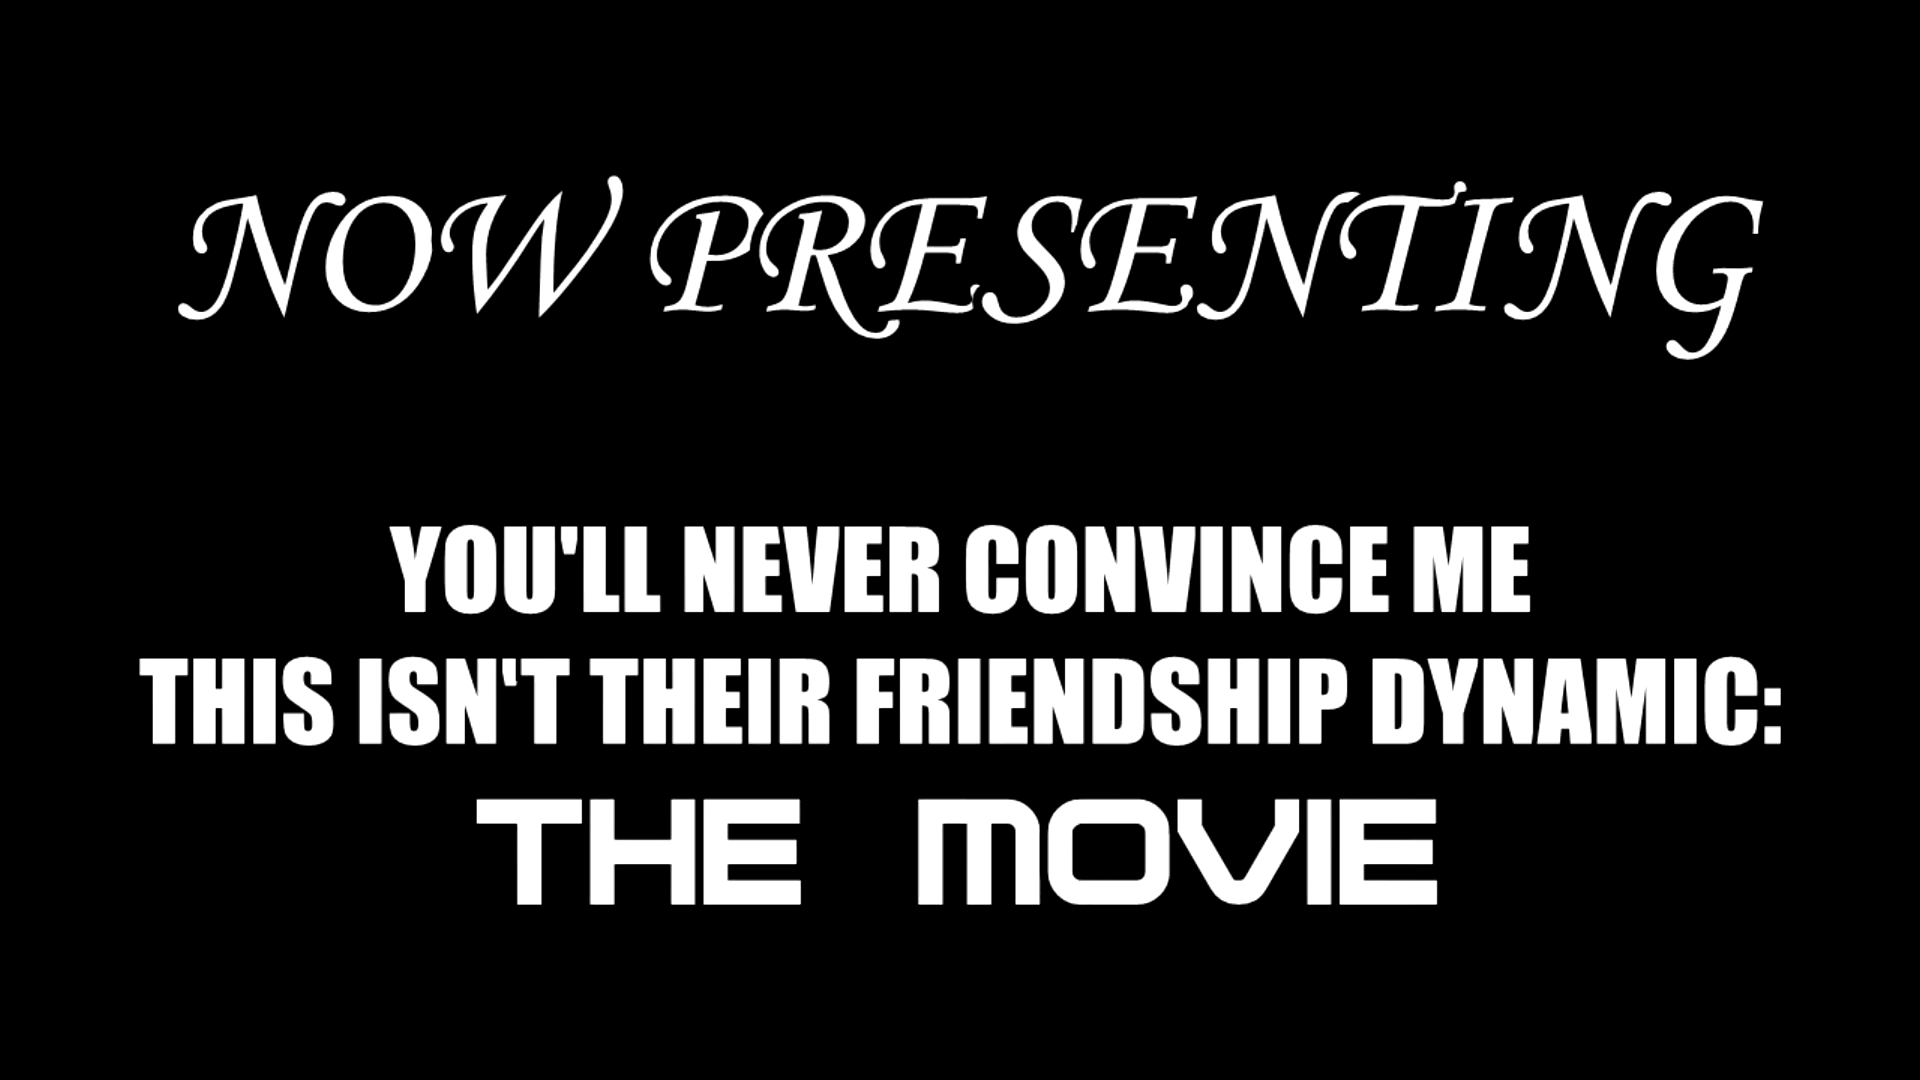 NOW PRESENTING
YOU'LL NEVER CONVINCE ME
THIS ISN'T THEIR FRIENDSHIP DYNAMIC:
THE MOVIE